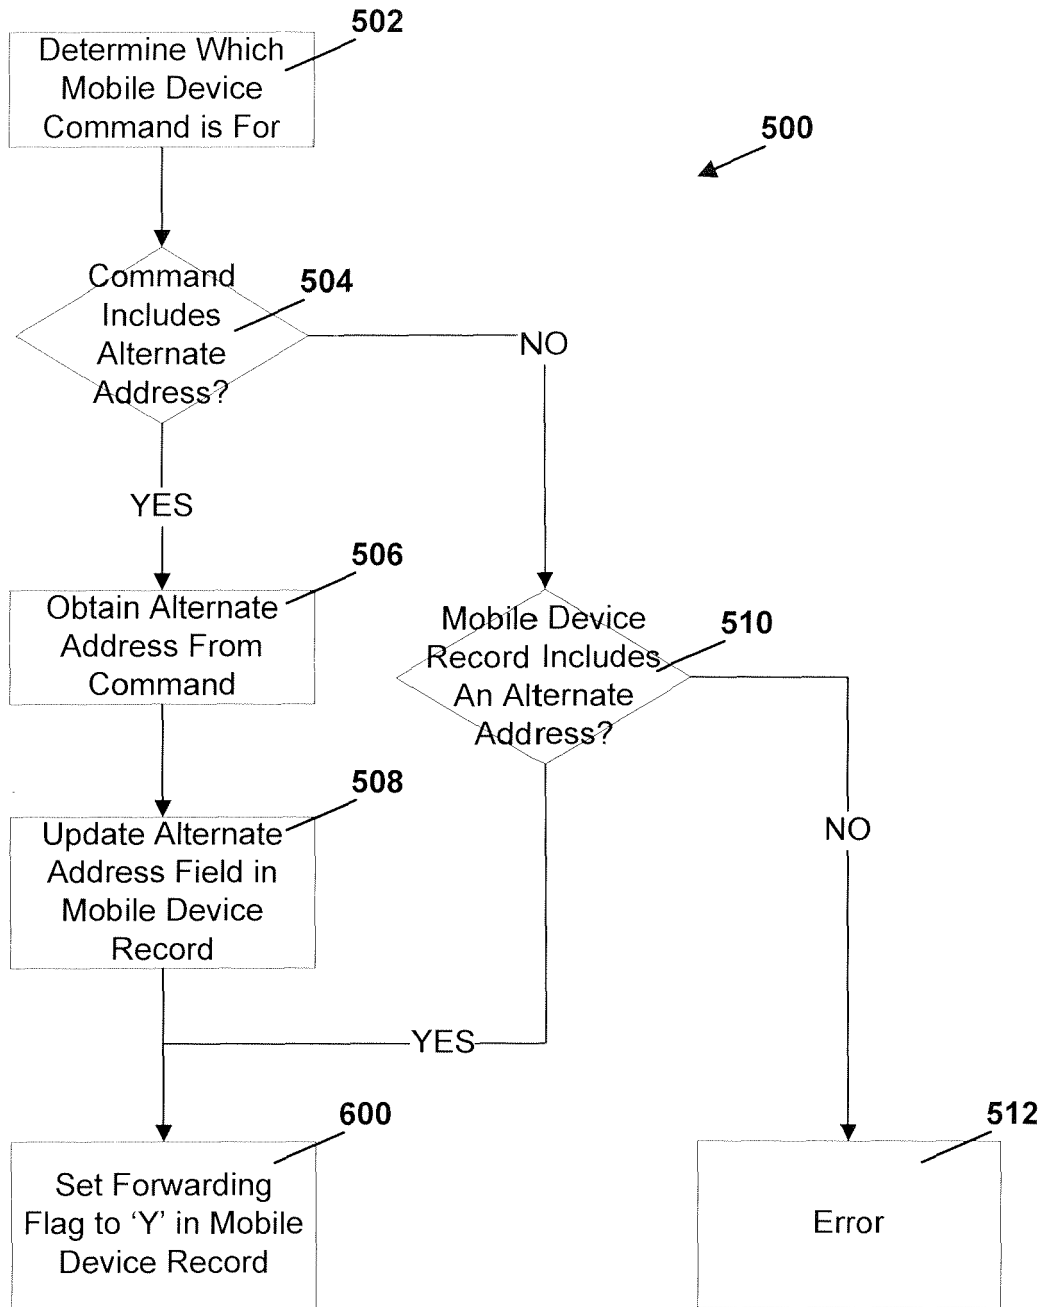 502
Determine Which
Mobile Device
Command is For
500
Command
Includes
Alternate
Address?
504
NO
YES
506
Obtain Alternate
Address From
Command
Mobile Device
Record Includes
An Alternate
Address?
510
508
Update Alternate
Address Field in
Mobile Device
Record
NO
YES
600
Set Forwarding
Flag to ‘Y’ in Mobile
Device Record
512
Error